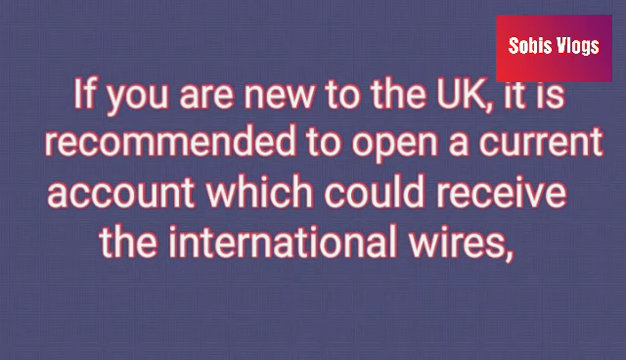 Sobis Vlogs
If you are new to the UK, it is
recommended to open a current
account which could receive
the international wires,